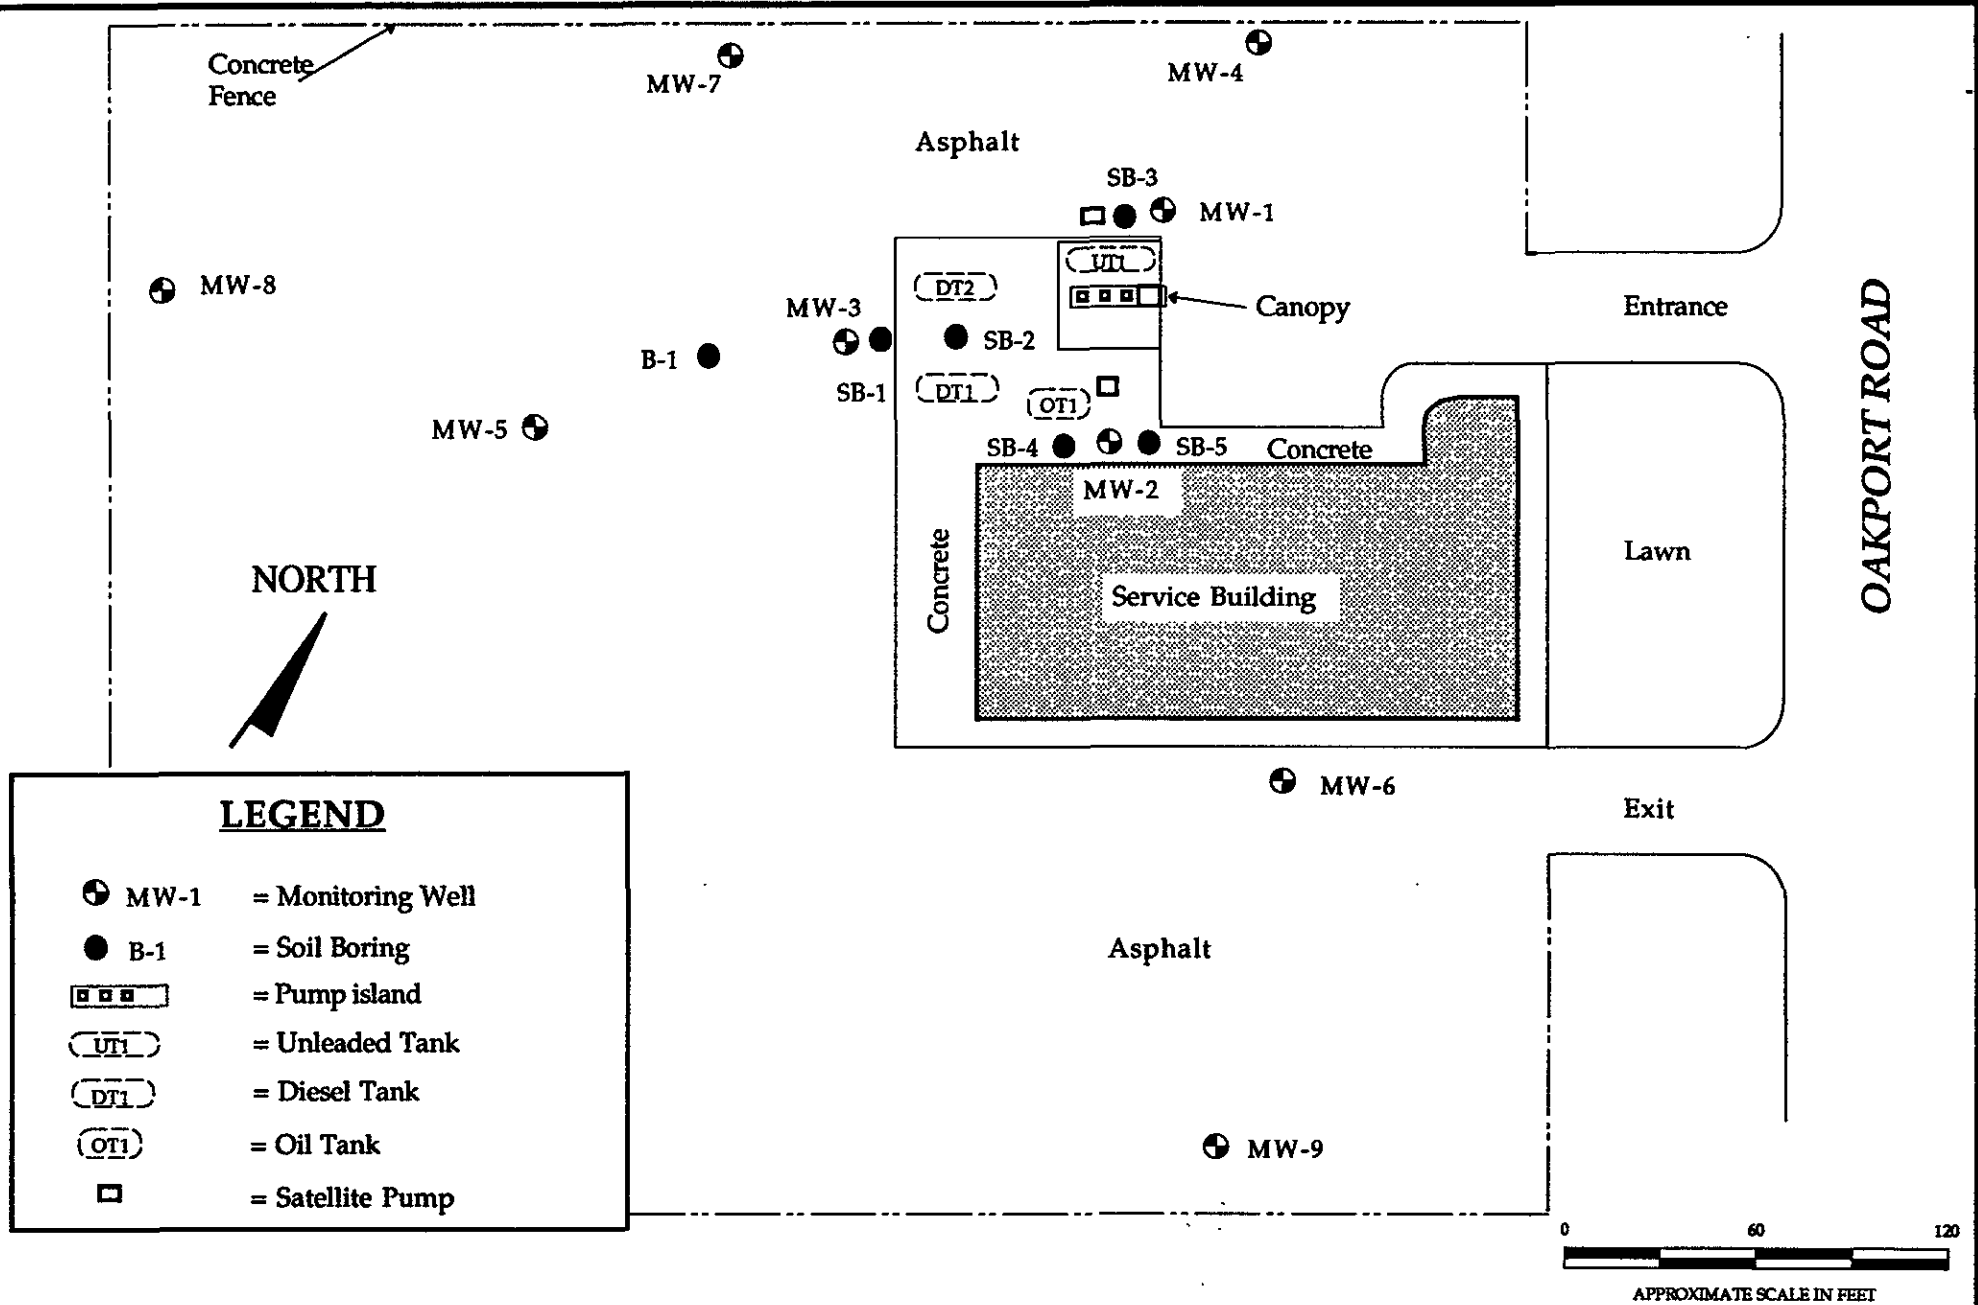 Concrete
Fence
MW-7
MW-4
Asphalt
SB-3
MW-1
UT1
MW-8
DT2
MW-3
Canopy
Entrance
OAKPORT ROAD
B-1
SB-2
SB-1
DT1
OT1
MW-5
SB-4
SB-5
Concrete
MW-2
Concrete
Lawn
NORTH
Service Building
MW-6
Exit
LEGEND
MW-1 = Monitoring Well
B-1 = Soil Boring
= Pump island
UT1 = Unleaded Tank
DT1 = Diesel Tank
OT1 = Oil Tank
= Satellite Pump
Asphalt
MW-9
0 60 120
APPROXIMATE SCALE IN FEET